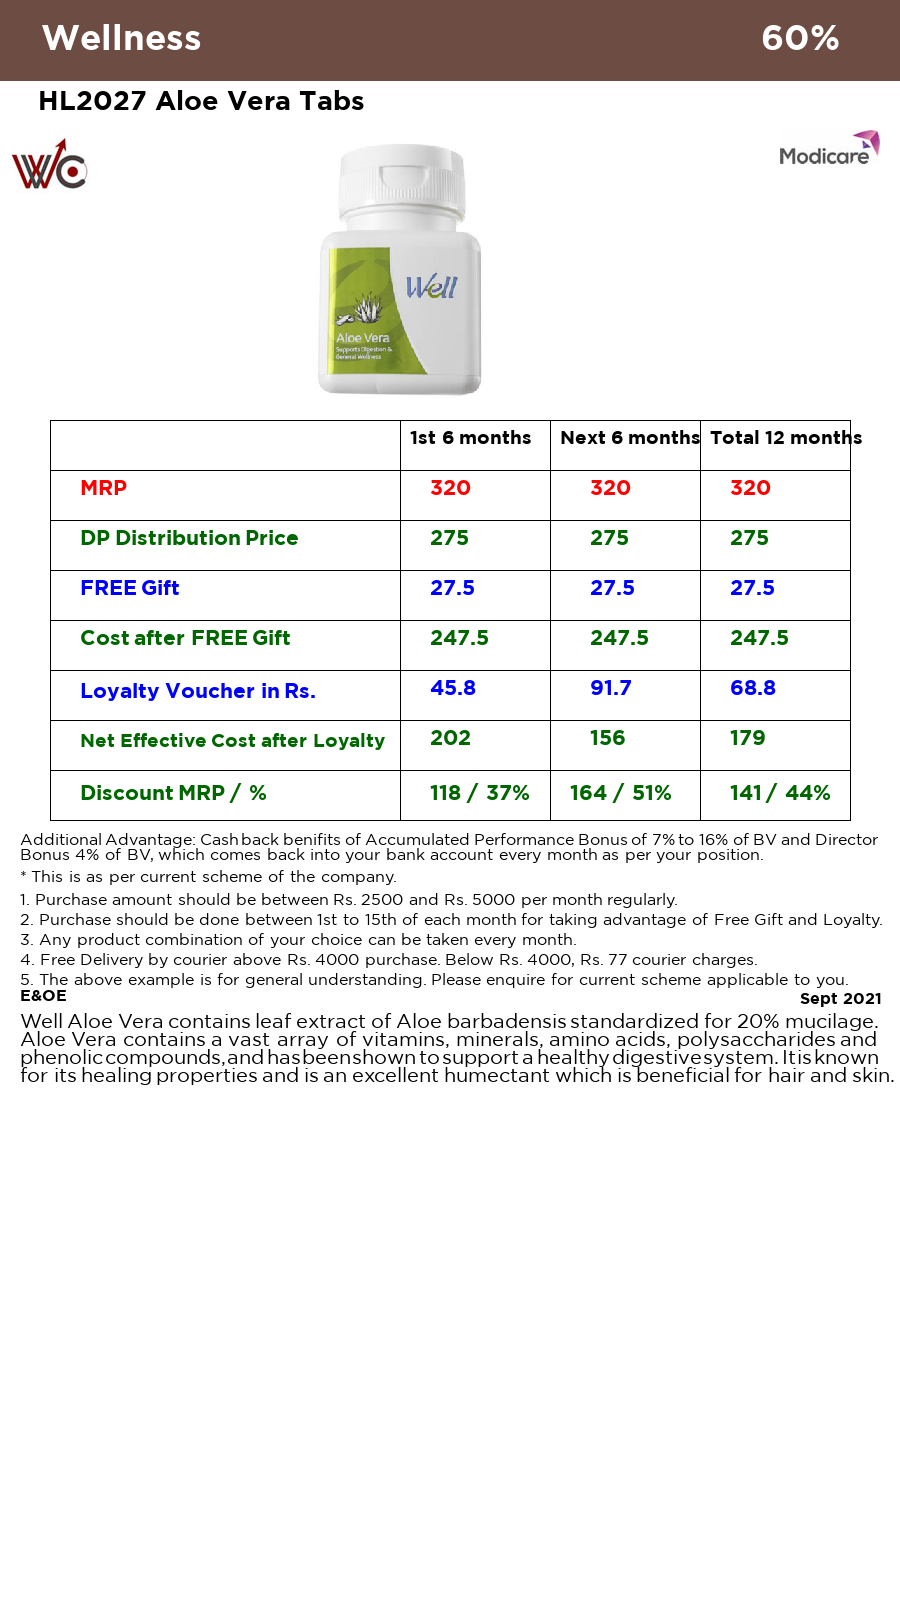 Wellness 60%
HL2027 Aloe Vera Tabs
WC
Modicare
Well
Aloe Vera
Supports Digestion &
General Wellness
1st 6 months Next 6 months Total 12 months
MRP 320 320 320
DP Distribution Price 275 275 275
FREE Gift 27.5 27.5 27.5
Cost after FREE Gift 247.5 247.5 247.5
Loyalty Voucher in Rs. 45.8 91.7 68.8
Net Effective Cost after Loyalty 202 156 179
Discount MRP / % 118 / 37% 164 / 51% 141 / 44%
Additional Advantage: Cash back benifits of Accumulated Performance Bonus of 7% to 16% of BV and Director
Bonus 4% of BV, which comes back into your bank account every month as per your position.
* This is as per current scheme of the company.
1. Purchase amount should be between Rs. 2500 and Rs. 5000 per month regularly.
2. Purchase should be done between 1st to 15th of each month for taking advantage of Free Gift and Loyalty.
3. Any product combination of your choice can be taken every month.
4. Free Delivery by courier above Rs. 4000 purchase. Below Rs. 4000, Rs. 77 courier charges.
5. The above example is for general understanding. Please enquire for current scheme applicable to you.
E&OE Sept 2021
Well Aloe Vera contains leaf extract of Aloe barbadensis standardized for 20% mucilage.
Aloe Vera contains a vast array of vitamins, minerals, amino acids, polysaccharides and
phenolic compounds, and has been shown to support a healthy digestive system. It is known
for its healing properties and is an excellent humectant which is beneficial for hair and skin.